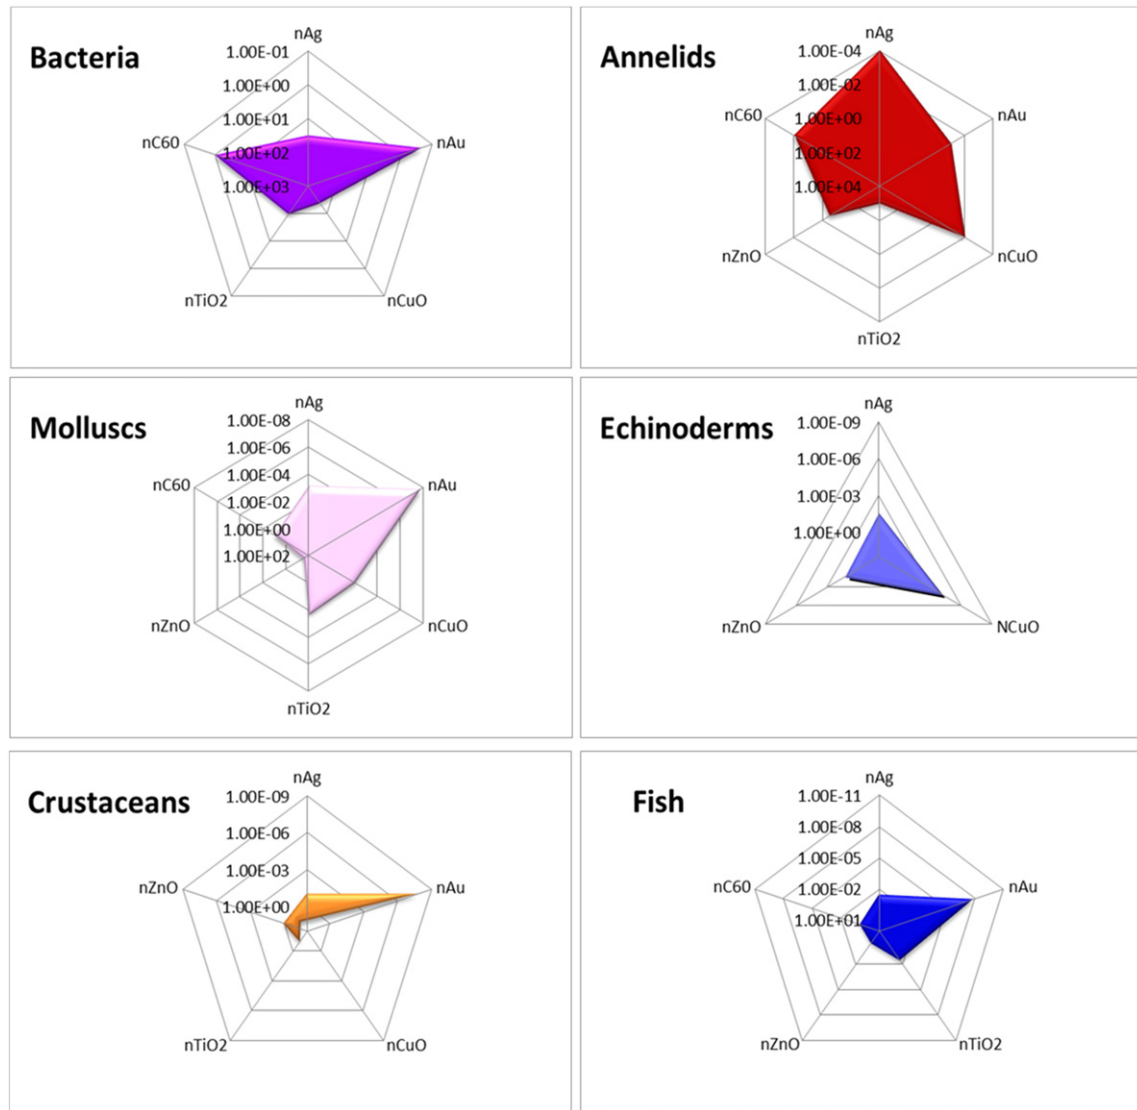 Bacteria
nAg
1.00E-01
1.00E+00
1.00E+01
1.00E+02
1.00E+03
nC60
nAu
nTiO2
nCuO
Annelids
nAg
1.00E-04
1.00E-02
1.00E+00
1.00E+02
1.00E+04
nC60
nAu
nZnO
nCuO
nTiO2
Molluscs
nAg
1.00E-08
1.00E-06
1.00E-04
1.00E-02
1.00E+00
1.00E+02
nC60
nAu
nZnO
nCuO
nTiO2
Echinoderms
nAg
1.00E-09
1.00E-06
1.00E-03
1.00E+00
nZnO
NCuO
Crustaceans
nAg
1.00E-09
1.00E-06
1.00E-03
1.00E+00
nZnO
nAu
nTiO2
nCuO
Fish
nAg
1.00E-11
1.00E-08
1.00E-05
1.00E-02
1.00E+01
nC60
nAu
nZnO
nTiO2